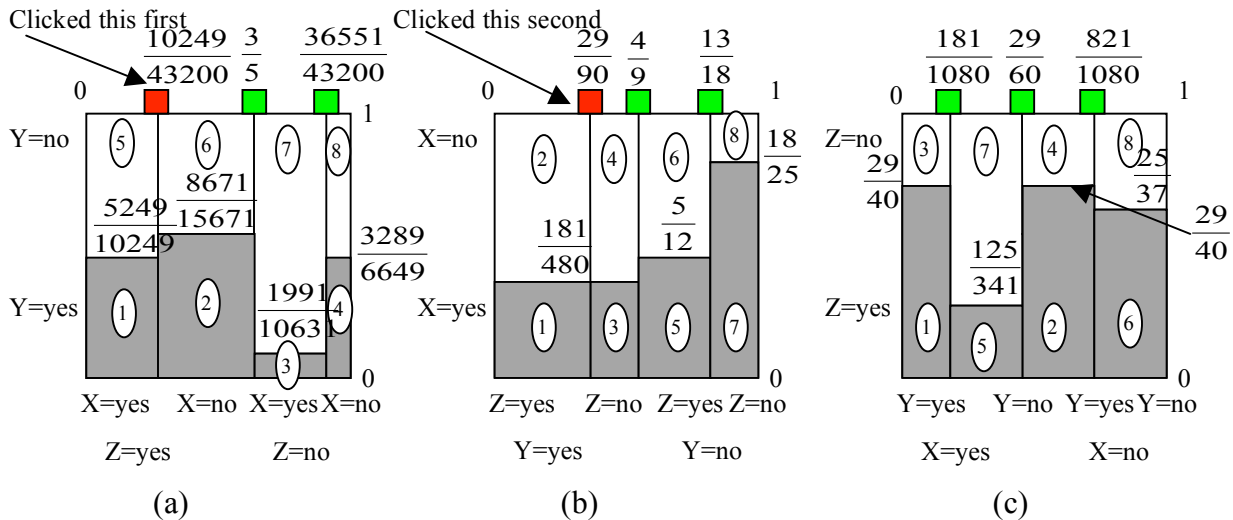 Clicked this first
10249/43200 3/5 36551/43200
0 1
Y=no
5 6 7 8
5249/10249 8671/15671
3289/6649
Y=yes
1 2 1991/10631 4
3
0
X=yes X=no X=yes X=no
Z=yes Z=no
(a)
Clicked this second
29/90 4/9 13/18
0 1
X=no
2 4 6 8
18/25
181/480 5/12
X=yes
1 3 5 7
0
Z=yes Z=no Z=yes Z=no
Y=yes Y=no
(b)
181/1080 29/60 821/1080
0 1
Z=no
3 7 4 8
29/40 25/37
29/40
125/341
Z=yes
1 5 2 6
0
Y=yes Y=no Y=yes Y=no
X=yes X=no
(c)